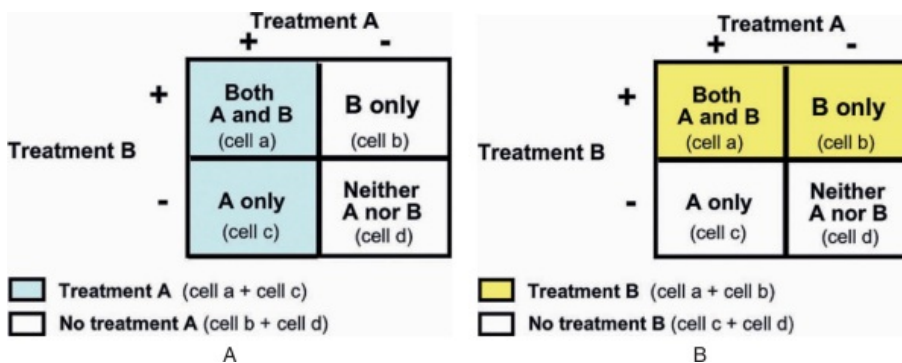 Treatment A
+ -
+
Both
A and B
(cell a)
B only
(cell b)
Treatment B
-
A only
(cell c)
Neither
A nor B
(cell d)
Treatment A (cell a + cell c)
No treatment A (cell b + cell d)
A
Treatment A
+ -
+
Both
A and B
(cell a)
B only
(cell b)
Treatment B
-
A only
(cell c)
Neither
A nor B
(cell d)
Treatment B (cell a + cell b)
No treatment B (cell c + cell d)
B